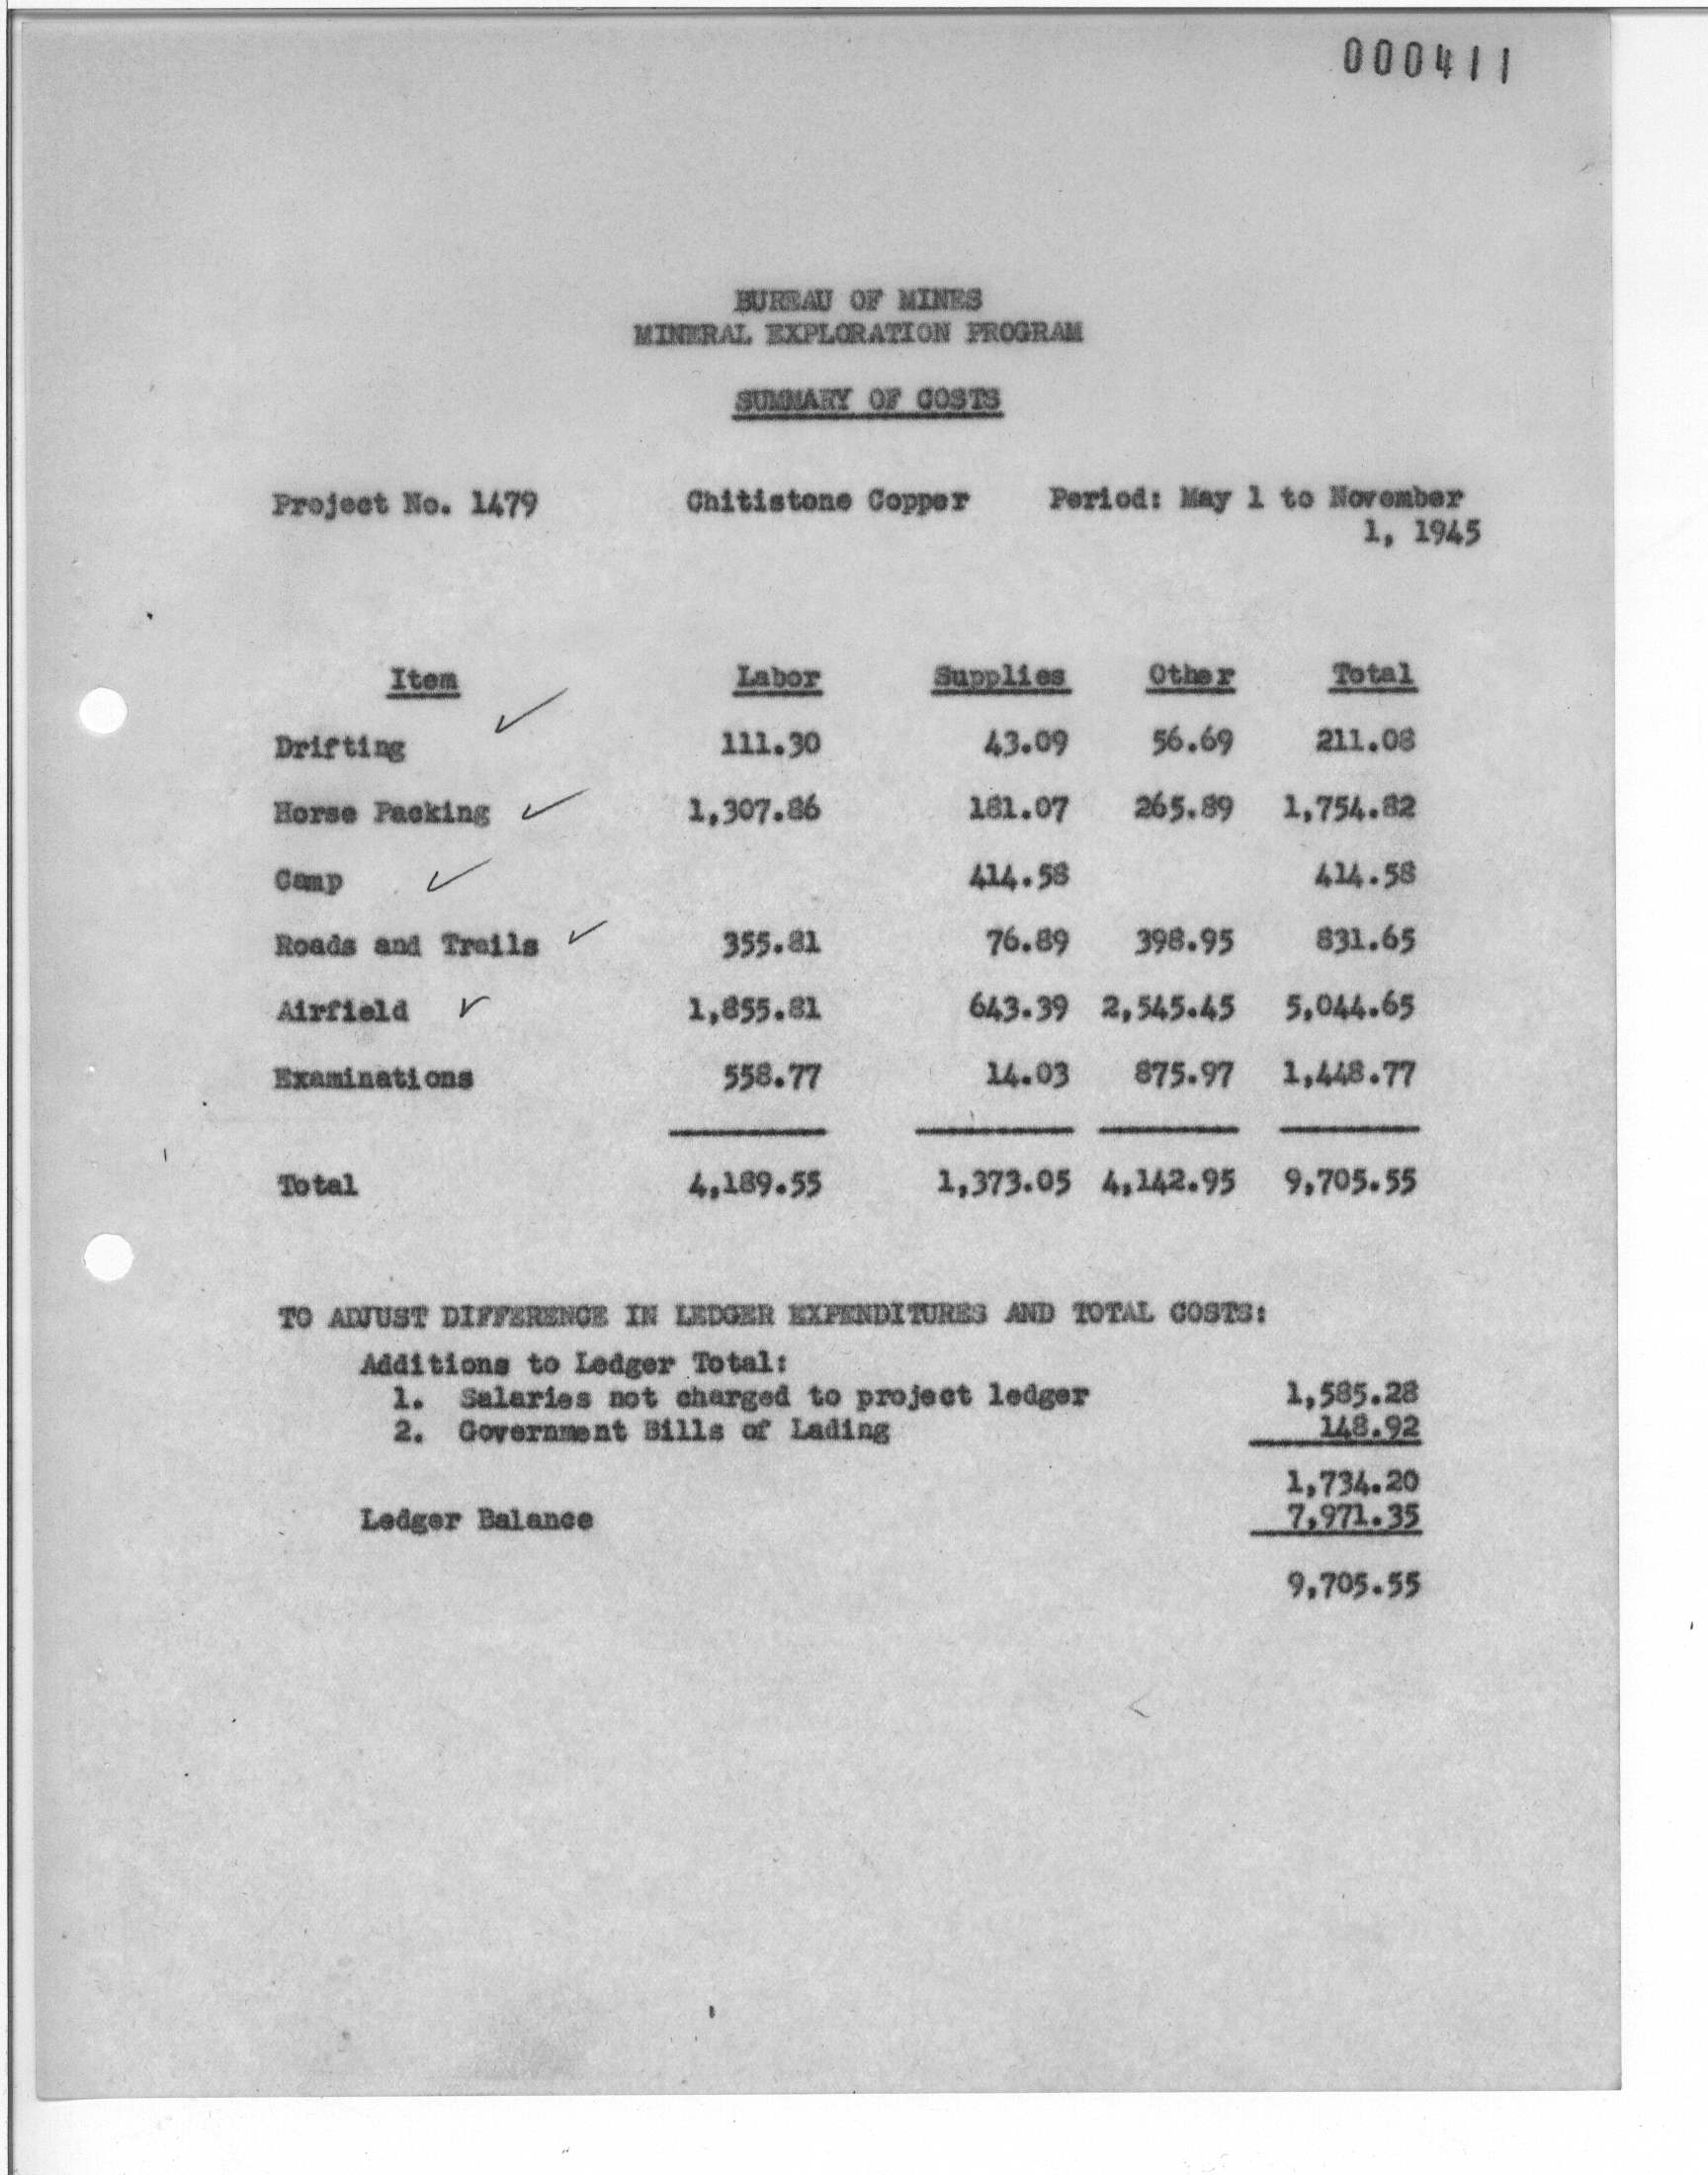 000411
BUREAU OF MINES
MINERAL EXPLORATION PROGRAM
SUMMARY OF COSTS
Project No. 1479 Chitistone Copper Period: May 1 to November
1, 1945
Item Labor Supplies Other Total
Drifting 111.30 43.09 56.69 211.08
Horse Packing 1,307.86 181.07 265.89 1,754.82
Camp 414.58 414.58
Roads and Trails 355.81 76.89 398.95 831.65
Airfield 1,855.81 643.39 2,545.45 5,044.65
Examinations 558.77 14.03 875.97 1,448.77
Total 4,189.55 1,373.05 4,142.95 9,705.55
TO ADJUST DIFFERENCE IN LEDGER EXPENDITURES AND TOTAL COSTS:
Additions to Ledger Total:
1. Salaries not charged to project ledger 1,585.28
2. Government Bills of Lading 148.92
1,734.20
Ledger Balance 7,971.35
9,705.55